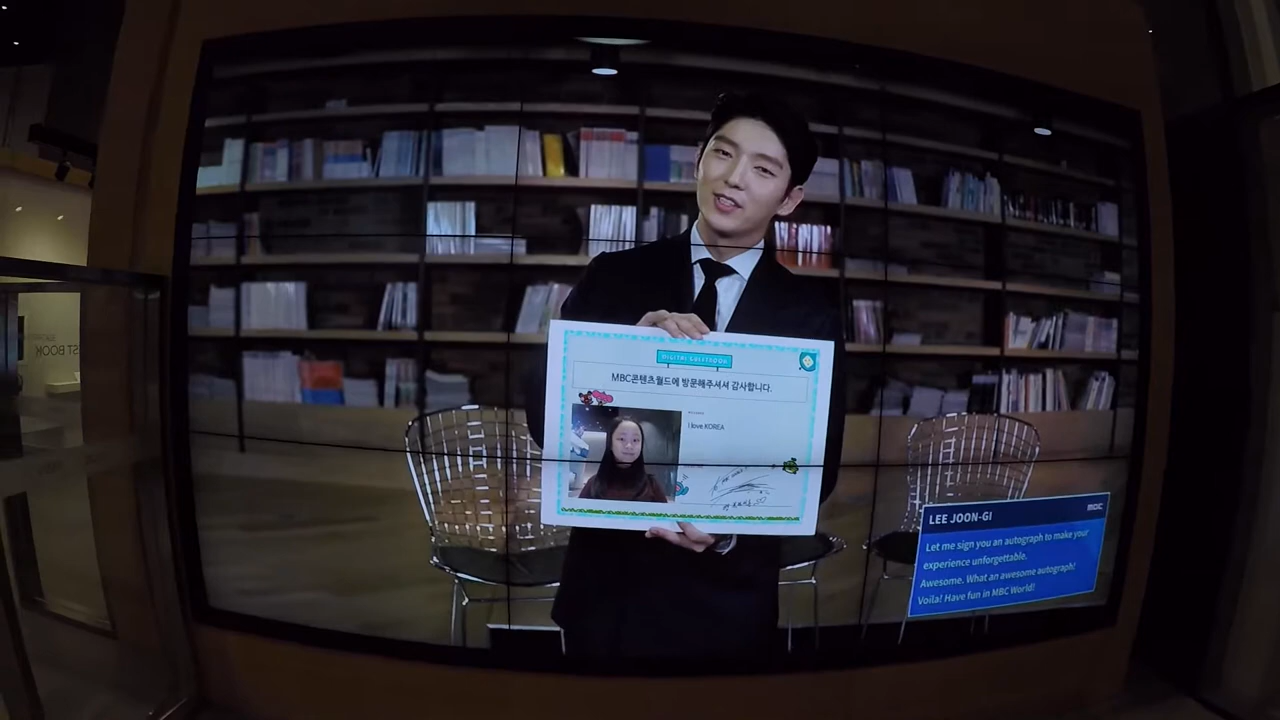 DIGITAL GUESTBOOK
MBC콘텐츠월드에 방문해주셔서 감사합니다.
I love KOREA
ST BOOK
MBC
LEE JOON-GI
Let me sign you an autograph to make your
experience unforgettable.
Awesome. What an awesome autograph!
Voila! Have fun in MBC World!